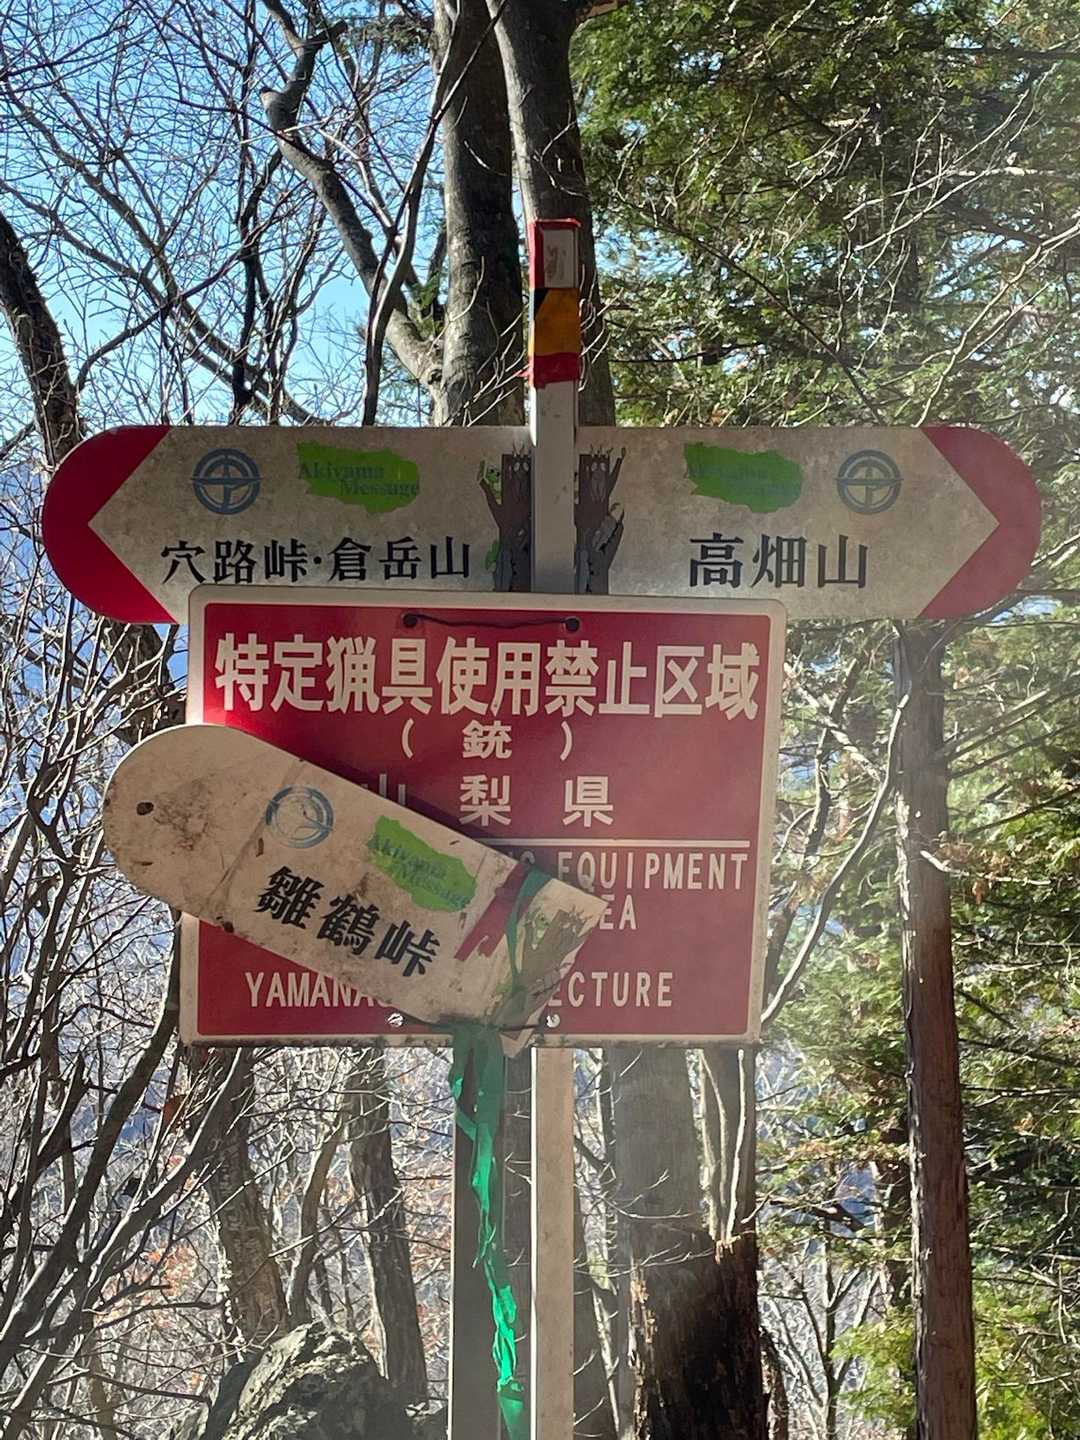 Akiyama
Message
穴路峠・倉岳山
Akiyama
Message
高畑山
特定猟具使用禁止区域
(銃)
山梨県
EQUIPMENT
YAMANA
ECTURE
Akiyama
Message
雛鶴峠